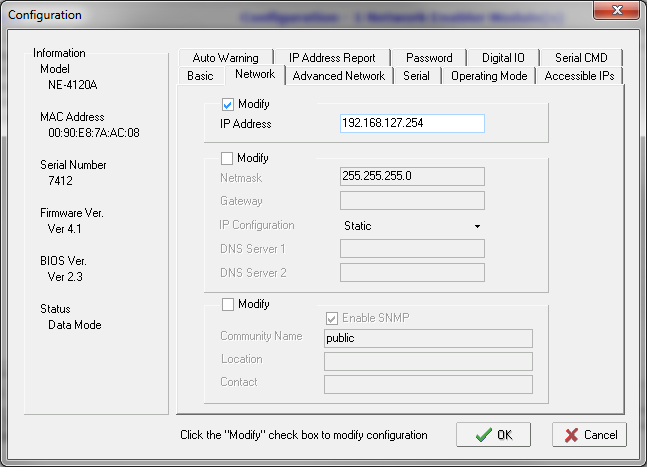 Configuration - 1 Network Enabler Module(s)
Configuration
Information
Model
NE-4120A
MAC Address
00:90:E8:7A:AC:08
Serial Number
7412
Firmware Ver.
Ver 4.1
BIOS Ver.
Ver 2.3
Status
Data Mode
Auto Warning IP Address Report Password Digital IO Serial CMD
Basic Network Advanced Network Serial Operating Mode Accessible IPs
Modify
IP Address 192.168.127.254
Modify
Netmask 255.255.255.0
Gateway
IP Configuration Static
DNS Server 1
DNS Server 2
Modify
Enable SNMP
Community Name public
Location
Contact
Click the "Modify" check box to modify configuration OK Cancel